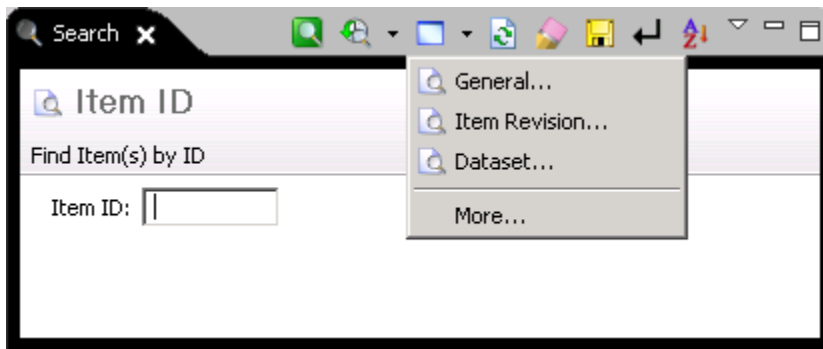 Search
Item ID
Find Item(s) by ID
Item ID:
General...
Item Revision...
Dataset...
More...